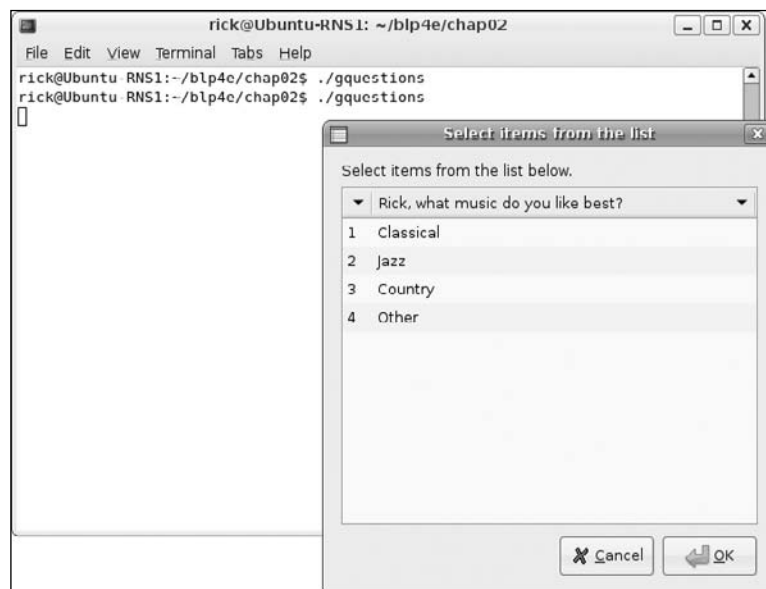 rick@Ubuntu-RNS1: ~/blp4e/chap02
File Edit View Terminal Tabs Help
rick@Ubuntu-RNS1:~/blp4e/chap02$ ./gquestions
rick@Ubuntu-RNS1:~/blp4e/chap02$ ./gquestions
Select items from the list
Select items from the list below.
Rick, what music do you like best?
1 Classical
2 Jazz
3 Country
4 Other
Cancel OK